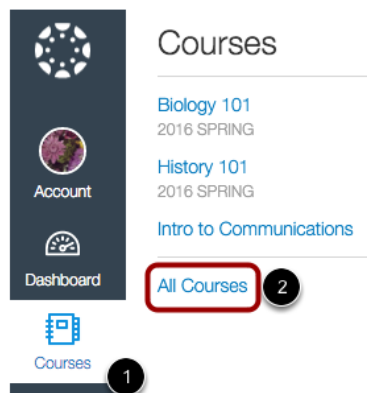 Courses
Biology 101
2016 SPRING
History 101
2016 SPRING
Intro to Communications
All Courses
2
Account
Dashboard
Courses
1